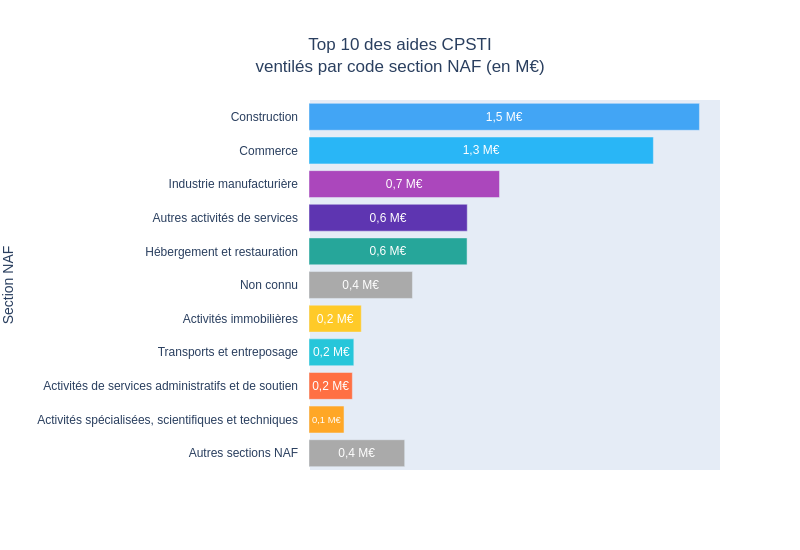 Top 10 des aides CPSTI
ventilés par code section NAF (en M€)
Section NAF
Construction 1,5 M€
Commerce 1,3 M€
Industrie manufacturière 0,7 M€
Autres activités de services 0,6 M€
Hébergement et restauration 0,6 M€
Non connu 0,4 M€
Activités immobilières 0,2 M€
Transports et entreposage 0,2 M€
Activités de services administratifs et de soutien 0,2 M€
Activités spécialisées, scientifiques et techniques 0,1 M€
Autres sections NAF 0,4 M€